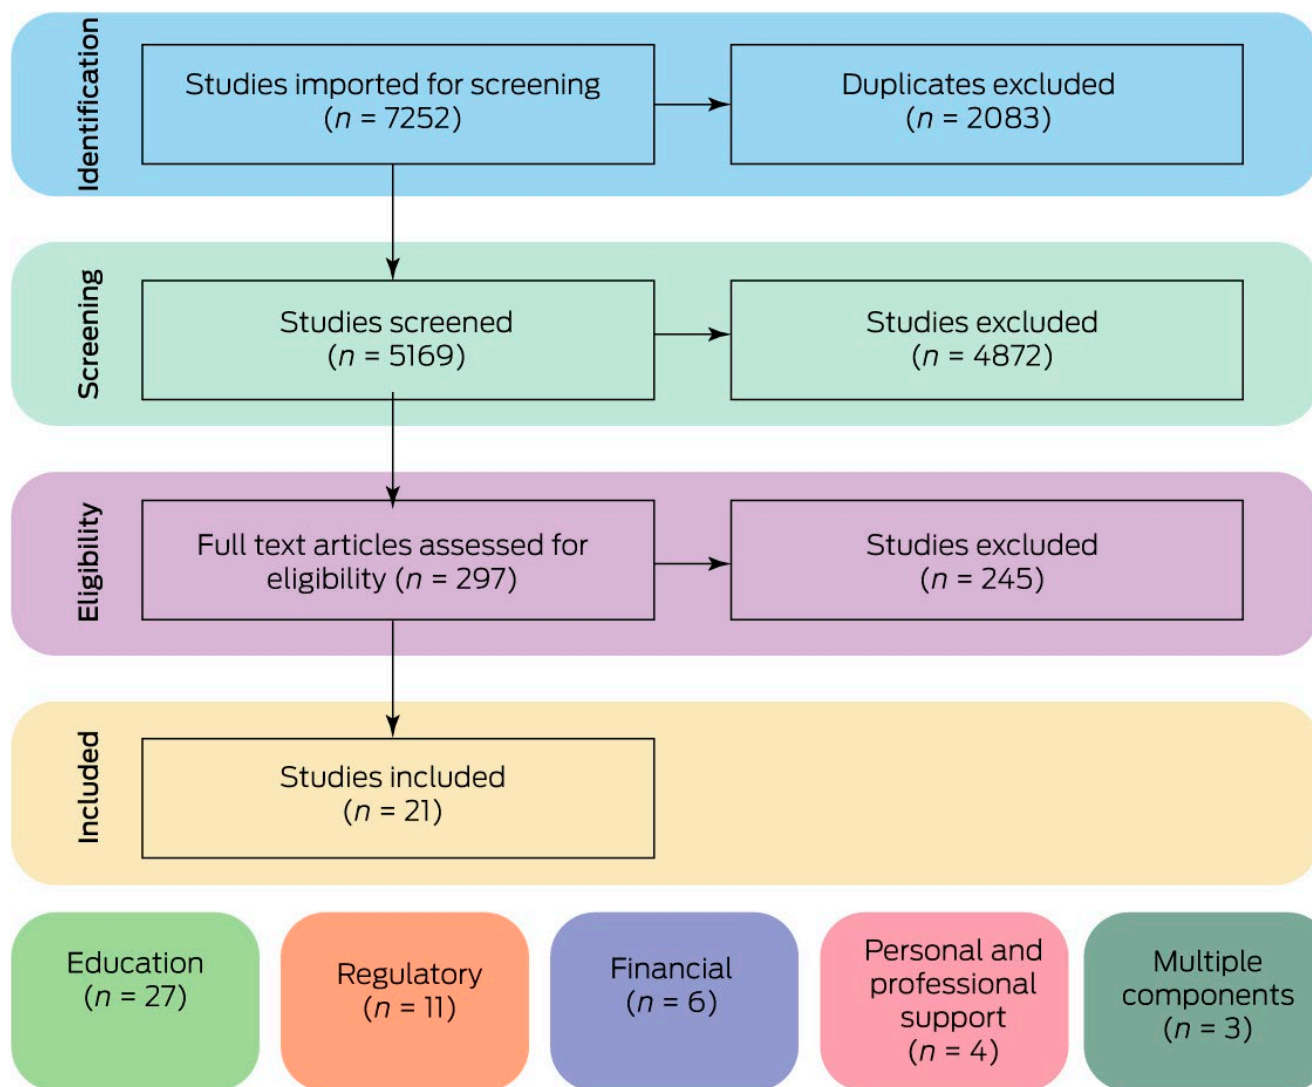 Identification
Studies imported for screening
(n = 7252)
Duplicates excluded
(n = 2083)
Screening
Studies screened
(n = 5169)
Studies excluded
(n = 4872)
Eligibility
Full text articles assessed for
eligibility (n = 297)
Studies excluded
(n = 245)
Included
Studies included
(n = 21)
Education
(n = 27)
Regulatory
(n = 11)
Financial
(n = 6)
Personal and
professional
support
(n = 4)
Multiple
components
(n = 3)